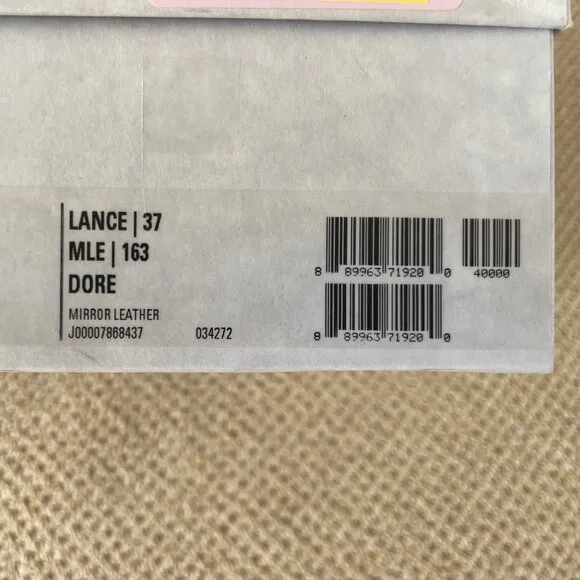 LANCE | 37
MLE | 163
DORE
MIRROR LEATHER
J00007868437 034272
8 89963 71920 0 40000
8 89963 71920 0